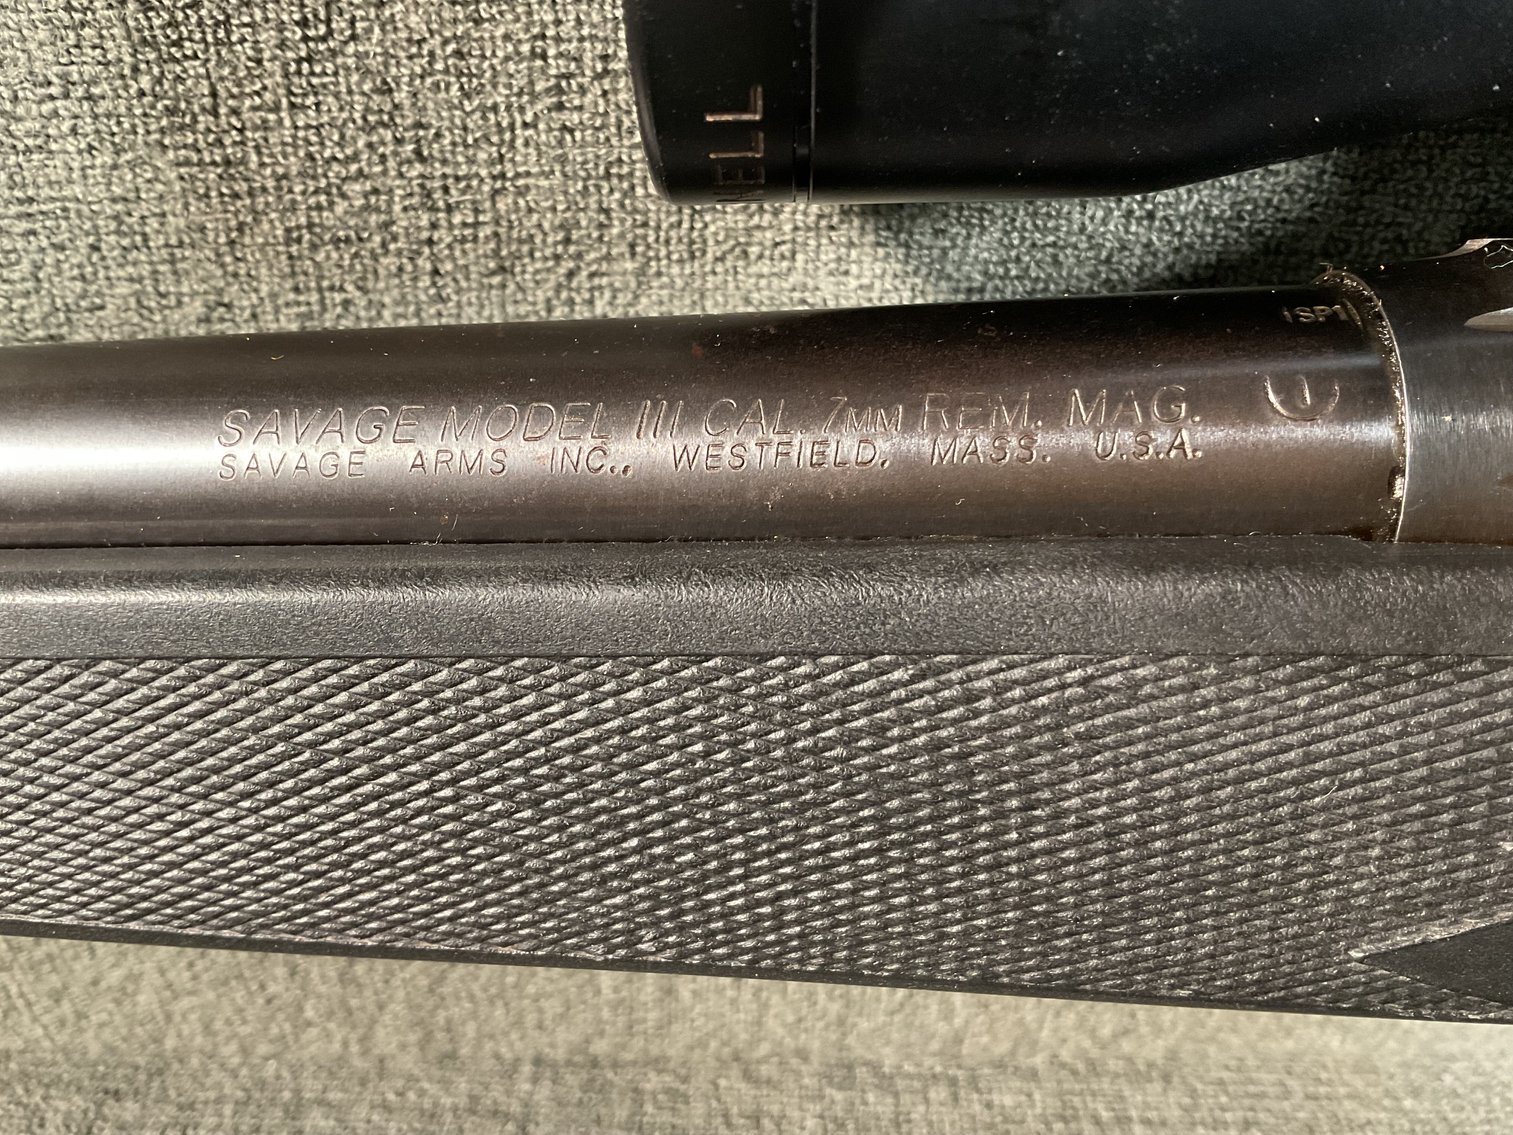 SAVAGE MODEL 111 CAL. 7MM REM. MAG.
SAVAGE ARMS INC., WESTFIELD, MASS. U.S.A.